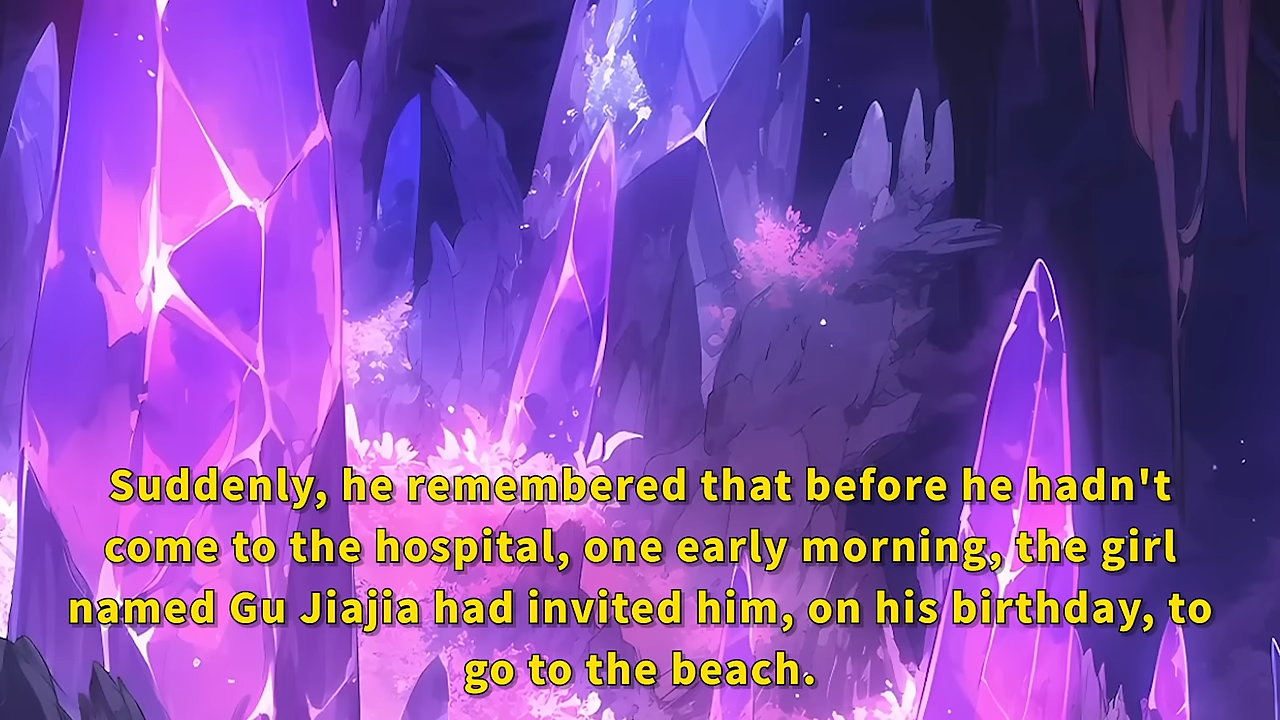 Suddenly, he remembered that before he hadn't
come to the hospital, one early morning, the girl
named Gu Jiajia had invited him, on his birthday, to
go to the beach.